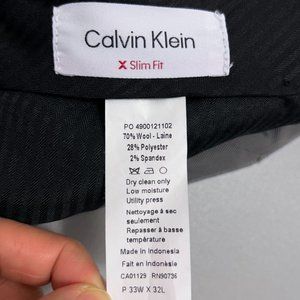 Calvin Klein
X Slim Fit
PO 4900121102
70% Wool - Laine
28% Polyester
2% Spandex
Dry clean only
Low moisture
Utility press
Nettoyage à sec
seulement
Repasser à basse
température
Made in Indonesia
Fait en Indonesie
CA01129 RN90736
P 33W X 32L